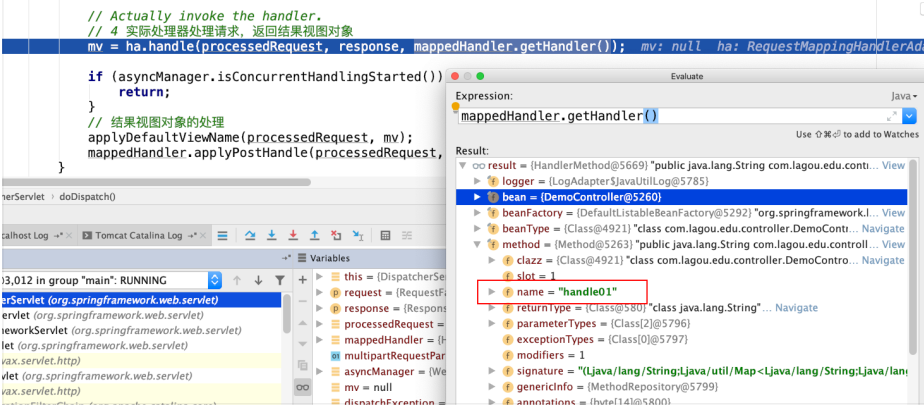 // Actually invoke the handler.
// 4 实际处理器处理请求，返回结果视图对象
mv = ha.handle(processedRequest, response, mappedHandler.getHandler()); mv: null ha: RequestMappingHandlerAda
if (asyncManager.isConcurrentHandlingStarted())
return;
}
// 结果视图对象的处理
applyDefaultViewName(processedRequest, mv);
mappedHandler.applyPostHandle(processedRequest,
}
herServlet › doDispatch()
calhost Log
Tomcat Catalina Log
03,012 in group "main": RUNNING
erServlet (org.springframework.web.servlet)
ervlet (org.springframework.web.servlet)
neworkServlet (org.springframework.web.servlet)
let (org.springframework.web.servlet)
vax.servlet.http)
vlet (org.springframework.web.servlet)
vax.servlet.http)
Variables
this = {DispatcherSe
request = {RequestFa
response = {Respons
processedRequest =
mappedHandler = {H
multipartRequestPar
asyncManager = {We
mv = null
dispatchException =
Evaluate
Expression:
Java
mappedHandler.getHandler()
Use ⇧⌘⏎ to add to Watches
Result:
result = {HandlerMethod@5669} "public java.lang.String com.lagou.edu.conti... View
logger = {LogAdapter$JavaUtilLog@5785}
bean = {DemoController@5260}
beanFactory = {DefaultListableBeanFactory@5292} "org.springframework.l... View
beanType = {Class@4921} "class com.lagou.edu.controller.DemoContr... Navigate
method = {Method@5263} "public java.lang.String com.lagou.edu.controll... View
clazz = {Class@4921} "class com.lagou.edu.controller.DemoContro... Navigate
slot = 1
name = "handle01"
returnType = {Class@580} "class java.lang.String"... Navigate
parameterTypes = {Class[2]@5796}
exceptionTypes = {Class[0]@5797}
modifiers = 1
signature = "(Ljava/lang/String;Ljava/util/Map<Ljava/lang/String;Ljava/lang
genericInfo = {MethodRepository@5799}
annotations = {byte[14]@5800}